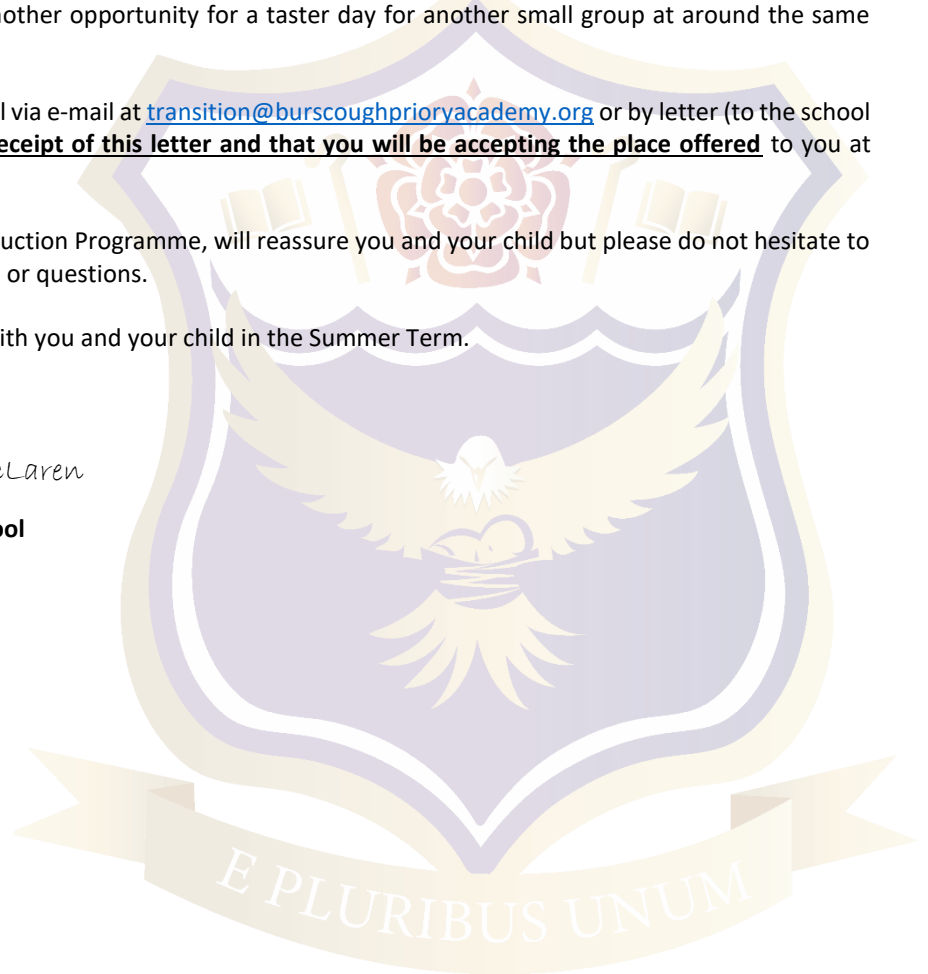 nother opportunity for a taster day for another small group at around the same
l via e-mail at transition@burscoughprioryacademy.org or by letter (to the school
eceipt of this letter and that you will be accepting the place offered to you at
uction Programme, will reassure you and your child but please do not hesitate to
or questions.
ith you and your child in the Summer Term.
Laren
ool
E PLURIBUS UNUM